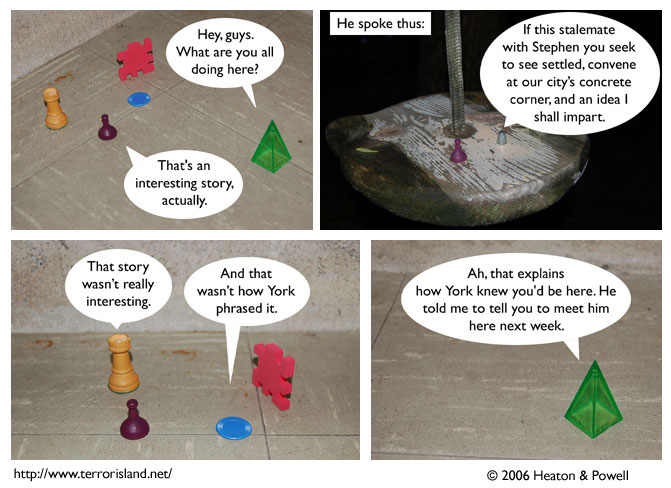 Hey, guys.
What are you all
doing here?
That's an
interesting story,
actually.
He spoke thus:
If this stalemate
with Stephen you seek
to see settled, convene
at our city's concrete
corner, and an idea I
shall impart.
That story
wasn't really
interesting.
And that
wasn't how York
phrased it.
Ah, that explains
how York knew you'd be here. He
told me to tell you to meet him
here next week.
http://www.terrorisland.net/
© 2006 Heaton & Powell